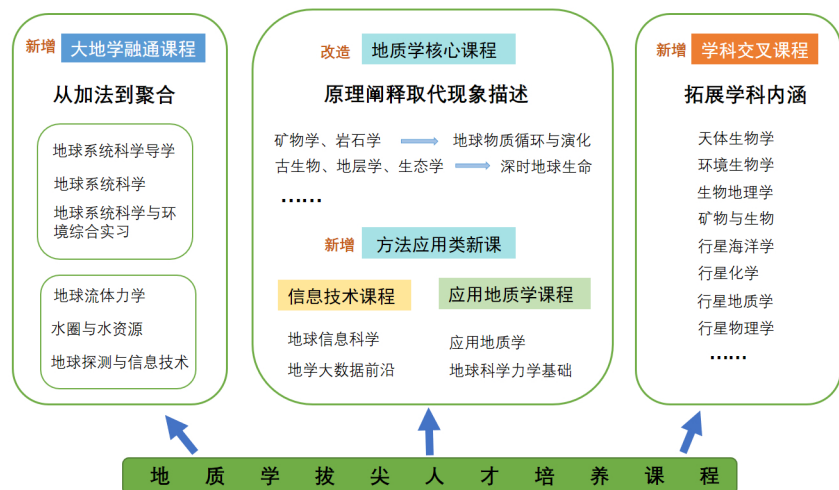 新增 大地学融通课程
从加法到聚合
地球系统科学导学
地球系统科学
地球系统科学与环
境综合实习
地球流体力学
水圈与水资源
地球探测与信息技术
改造 地质学核心课程
原理阐释取代现象描述
矿物学、岩石学 地球物质循环与演化
古生物、地层学、生态学 深时地球生命
……
新增 方法应用类新课
信息技术课程
地球信息科学
地学大数据前沿
应用地质学课程
应用地质学
地球科学力学基础
新增 学科交叉课程
拓展学科内涵
天体生物学
环境生物学
生物地理学
矿物与生物
行星海洋学
行星化学
行星地质学
行星物理学
……
地质学拔尖人才培养课程